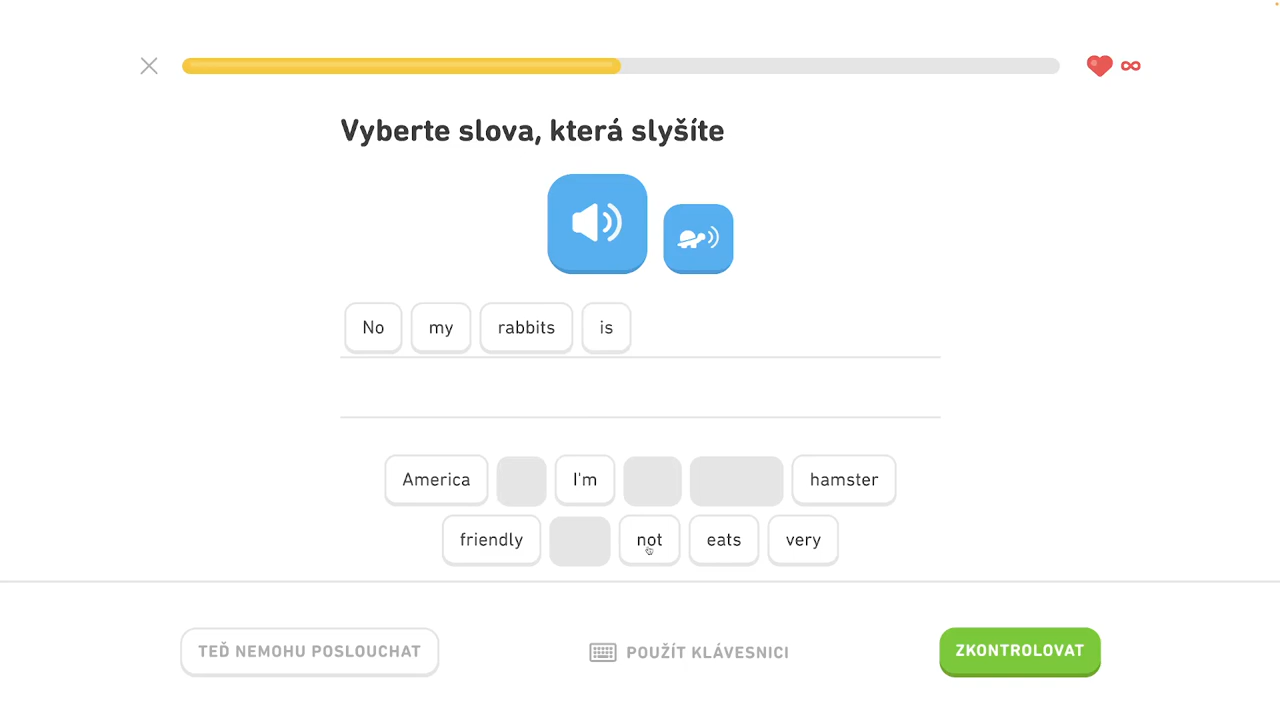 Vyberte slova, která slyšíte
No my rabbits is
America I'm hamster
friendly not eats very
TEĎ NEMOHU POSLOUCHAT POUŽÍT KLÁVESNICI ZKONTROLOVAT